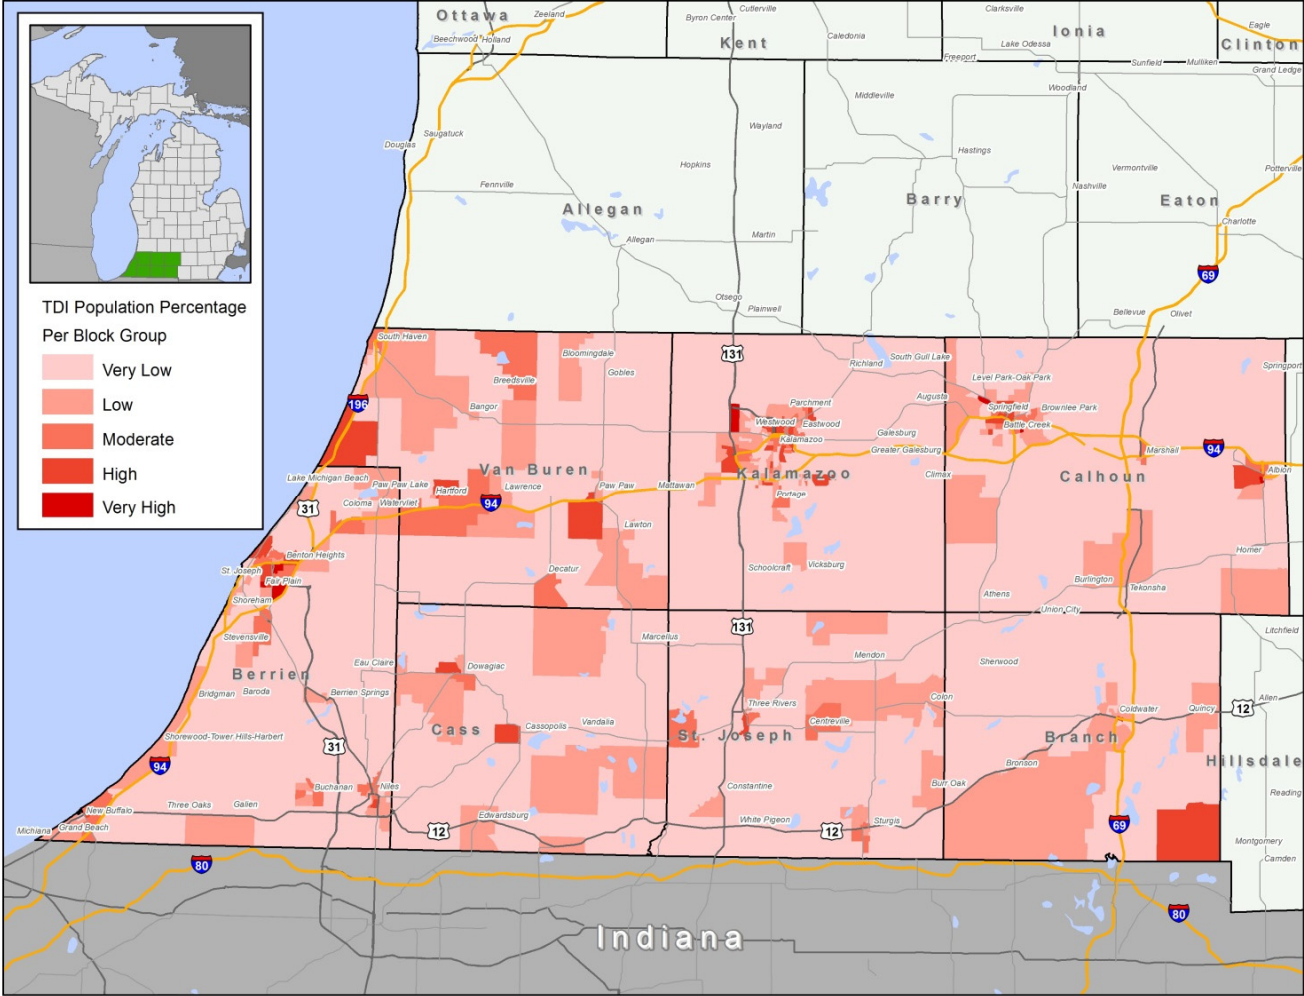 Ottawa
Zeeland
Beechwood
Holland
Cutlerville
Byron Center
Kent
Caledonia
Clarksville
Ionia
Lake Odessa
Freeport
Eagle
Clinton
Sunfield
Mulliken
Grand Ledge
Woodland
Middleville
Saugatuck
Douglas
Wayland
Hopkins
Hastings
Vermontville
Potterville
Nashville
Fennville
Allegan
Barry
Eaton
Charlotte
Allegan
Martin
69
Otsego
Plainwell
Bellevue
Olivet
TDI Population Percentage
Per Block Group
Very Low
Low
Moderate
High
Very High
South Haven
Bloomingdale
Gobles
Breedsville
Bangor
196
131
Richland
South Gull Lake
Augusta
Parchment
Westwood
Eastwood
Kalamazoo
Galesburg
Greater Galesburg
Climax
Kalamazoo
Portage
Schoolcraft
Vicksburg
Level Park-Oak Park
Springfield
Brownlee Park
Battle Creek
Springport
Marshall
94
Albion
Calhoun
Homer
Burlington
Tekonsha
Athens
Union City
Litchfield
Van Buren
Lake Michigan Beach
Paw Paw Lake
Hartford
Lawrence
Paw Paw
Mattawan
Coloma
Watervliet
94
Lawton
31
Benton Heights
St. Joseph
Fair Plain
Shoreham
Stevensville
Decatur
Marcellus
131
Berrien
Eau Claire
Dowagiac
Bridgman
Baroda
Berrien Springs
Cass
Cassopolis
Vandalia
Shorewood-Tower Hills-Harbert
31
94
Mendon
Sherwood
Three Rivers
Centreville
Colon
St. Joseph
Constantine
Burr Oak
White Pigeon
12
Sturgis
Coldwater
Quincy
12
Allen
Branch
Bronson
Hillsdale
Reading
69
Montgomery
Camden
Buchanan
Niles
New Buffalo
Three Oaks
Galien
Michiana
Grand Beach
12
Edwardsburg
80
Indiana
80